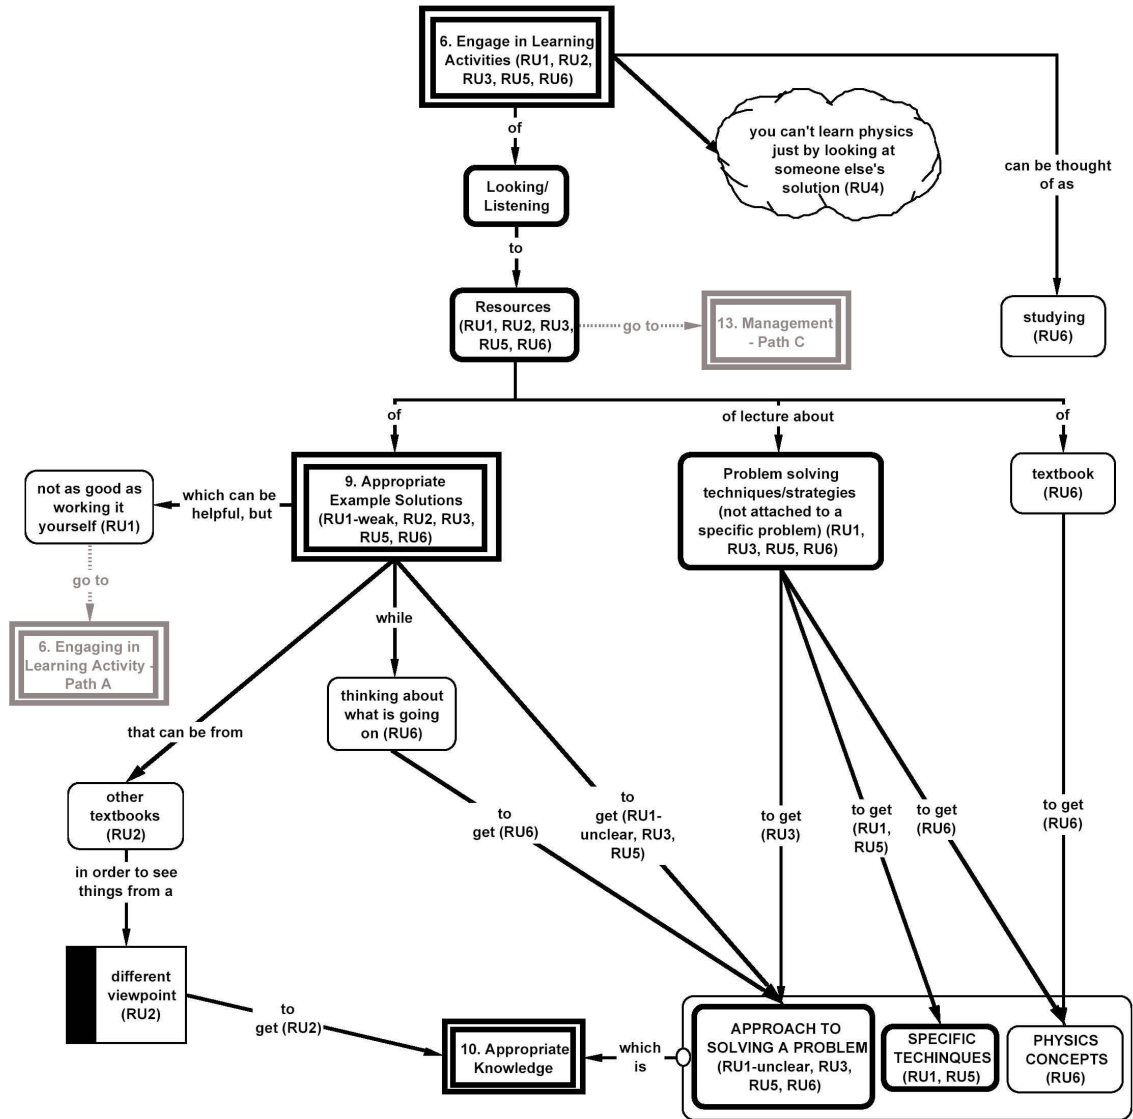 6. Engage in Learning
Activities (RU1, RU2,
RU3, RU5, RU6)
of
you can't learn physics
just by looking at
someone else's
solution (RU4)
can be thought
of as
Looking/
Listening
to
Resources
(RU1, RU2, RU3,
RU5, RU6)
go to
13. Management
- Path C
studying
(RU6)
of
of lecture about
of
not as good as
working it
yourself (RU1)
which can be
helpful, but
9. Appropriate
Example Solutions
(RU1-weak, RU2, RU3,
RU5, RU6)
Problem solving
techniques/strategies
(not attached to a
specific problem) (RU1,
RU3, RU5, RU6)
textbook
(RU6)
go to
while
6. Engaging in
Learning Activity -
Path A
thinking about
what is going
on (RU6)
that can be from
other
textbooks
(RU2)
to
get (RU6)
to
get (RU1-
unclear, RU3,
RU5)
to get
(RU3)
to get
(RU1,
RU5)
to get
(RU6)
to get
(RU6)
in order to see
things from a
different
viewpoint
(RU2)
to
get (RU2)
10. Appropriate
Knowledge
which
is
APPROACH TO
SOLVING A PROBLEM
(RU1-unclear, RU3,
RU5, RU6)
SPECIFIC
TECHINQUES
(RU1, RU5)
PHYSICS
CONCEPTS
(RU6)